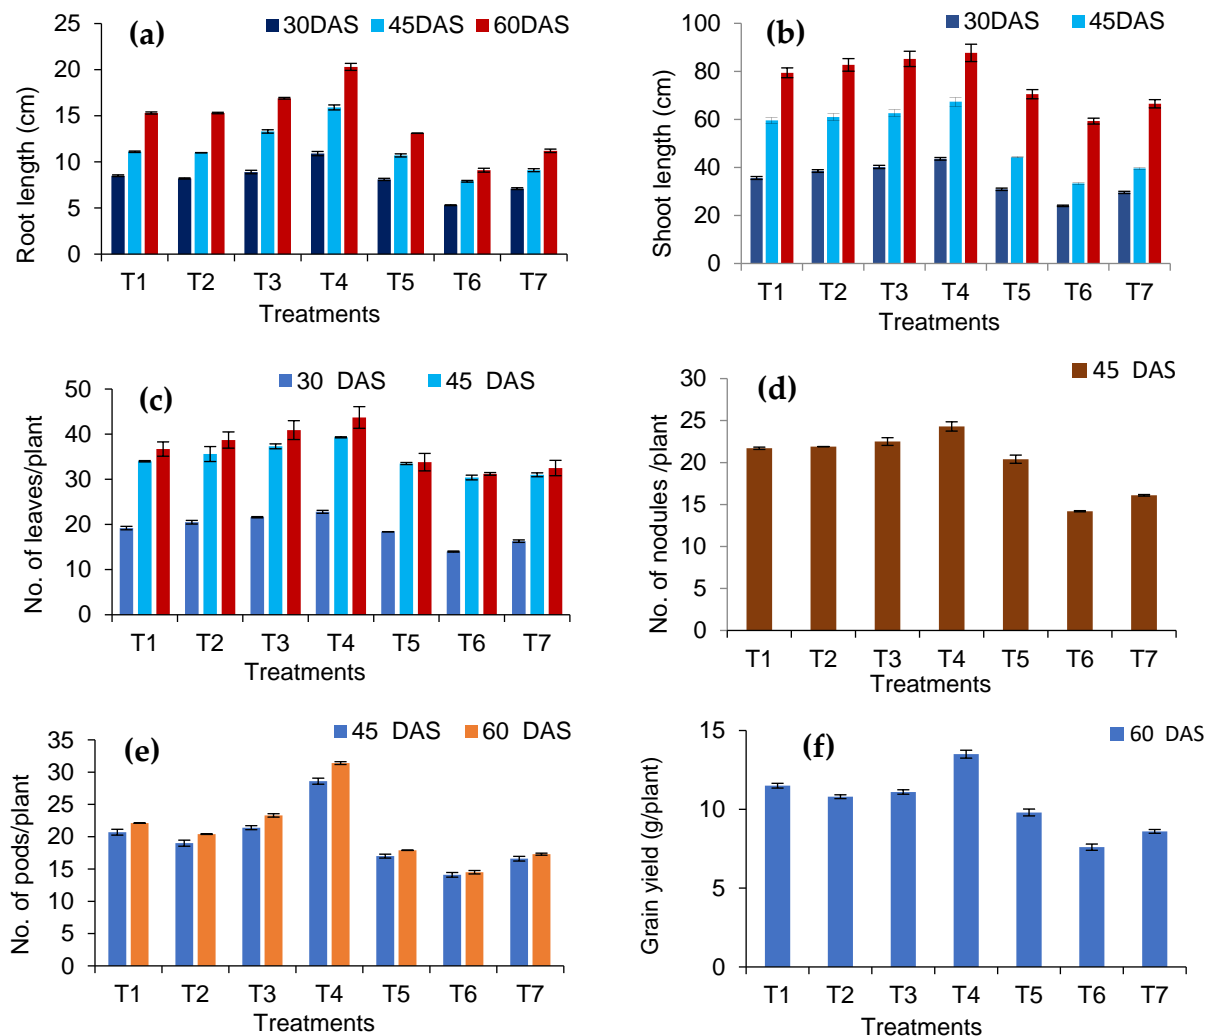 (a)
30DAS 45DAS 60DAS
Root length (cm)
25
20
15
10
5
0
T1 T2 T3 T4 T5 T6 T7
Treatments
(b)
30DAS 45DAS
Shoot length (cm)
100
80
60
40
20
0
T1 T2 T3 T4 T5 T6 T7
Treatments
(c)
30 DAS 45 DAS
No. of leaves/plant
50
40
30
20
10
0
T1 T2 T3 T4 T5 T6 T7
Treatments
(d)
45 DAS
No. of nodules /plant
30
25
20
15
10
5
0
T1 T2 T3 T4 T5 T6 T7
Treatments
(e)
45 DAS 60 DAS
No. of pods/plant
35
30
25
20
15
10
5
0
T1 T2 T3 T4 T5 T6 T7
Treatments
(f)
60 DAS
Grain yield (g/plant)
15
10
5
0
T1 T2 T3 T4 T5 T6 T7
Treatments